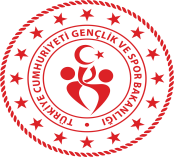 TÜRKİYE CUMHURİYETİ GENÇLİK VE SPOR BAKANLIĞI